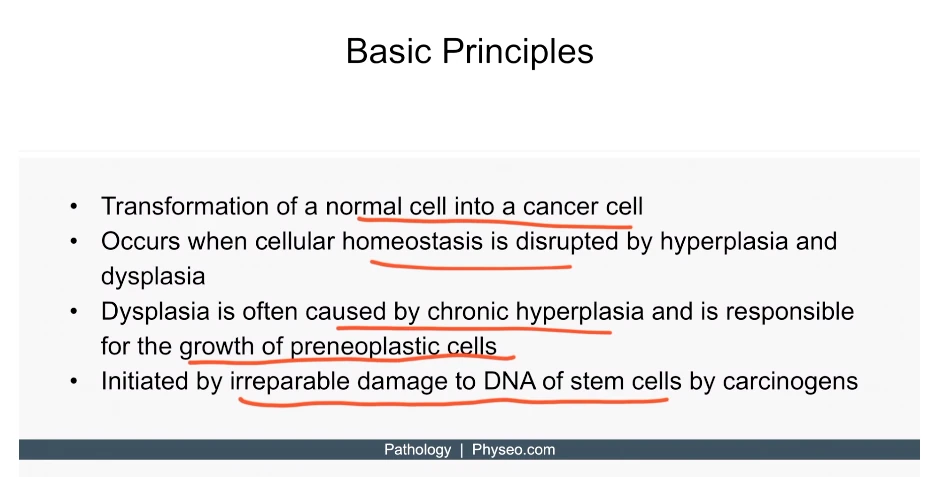 Basic Principles
• Transformation of a normal cell into a cancer cell
• Occurs when cellular homeostasis is disrupted by hyperplasia and
dysplasia
• Dysplasia is often caused by chronic hyperplasia and is responsible
for the growth of preneoplastic cells
• Initiated by irreparable damage to DNA of stem cells by carcinogens
Pathology | Physeo.com